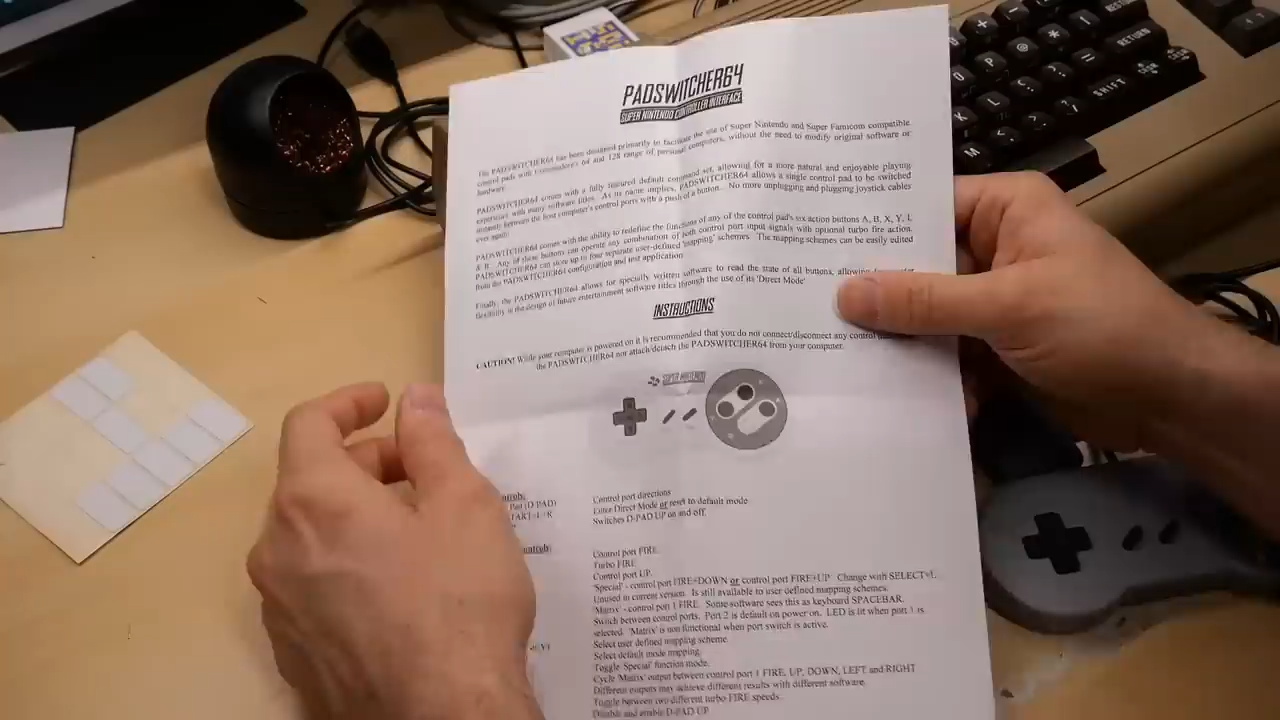 PADSWITCHER64
SUPER NINTENDO CONTROLLER INTERFACE
The PADSWITCHER64 has been designed primarily to facilitate the use of Super Nintendo and Super Famicom compatible
control pads with Commodore's 64 and 128 range of personal computers, without the need to modify original software or
hardware.
PADSWITCHER64 comes with a fully featured default command set, allowing for a more natural and enjoyable playing
experience with many software titles. As its name implies, PADSWITCHER64 allows a single control pad to be switched
instantly between the host computer's control ports with a push of a button. No more unplugging and plugging joystick cables
ever again!
PADSWITCHER64 comes with the ability to redefine the functions of any of the control pad's six action buttons A, B, X, Y, L
& R. Any of these buttons can operate any combination of both control port input signals with optional turbo fire action.
PADSWITCHER64 can store up to four separate user-defined 'mapping' schemes. The mapping schemes can be easily edited
from the PADSWITCHER64 configuration and test application.
Finally, the PADSWITCHER64 allows for specially written software to read the state of all buttons, allowing
flexibility in the design of future entertainment software titles through the use of its 'Direct Mode'
INSTRUCTIONS
CAUTION! While your computer is powered on it is recommended that you do not connect/disconnect any control
the PADSWITCHER64 nor attach/detach the PADSWITCHER64 from your computer.
SUPER NINTENDO
Pad (D-PAD) Control port directions
START+L+R Enter Direct Mode or reset to default mode
Switches D-PAD UP on and off.
Control port FIRE.
Turbo FIRE
Control port UP.
'Special' - control port FIRE+DOWN or control port FIRE+UP. Change with SELECT+L
Unused in current version. Is still available to user defined mapping schemes.
'Matrix' - control port 1 FIRE. Some software sees this as keyboard SPACEBAR.
Switch between control ports. Port 2 is default on power on. LED is lit when port 1 is
selected. 'Matrix' is non functional when port switch is active.
Select user defined mapping scheme.
Select default mode mapping.
Toggle 'Special' function mode.
Cycle 'Matrix' output between control port 1 FIRE, UP, DOWN, LEFT and RIGHT
Different outputs may achieve different results with different software.
Toggle between two different turbo FIRE speeds.
Disable and enable D-PAD UP
RETURN
SHIFT
+
-
P
@
*
O
L
K
M